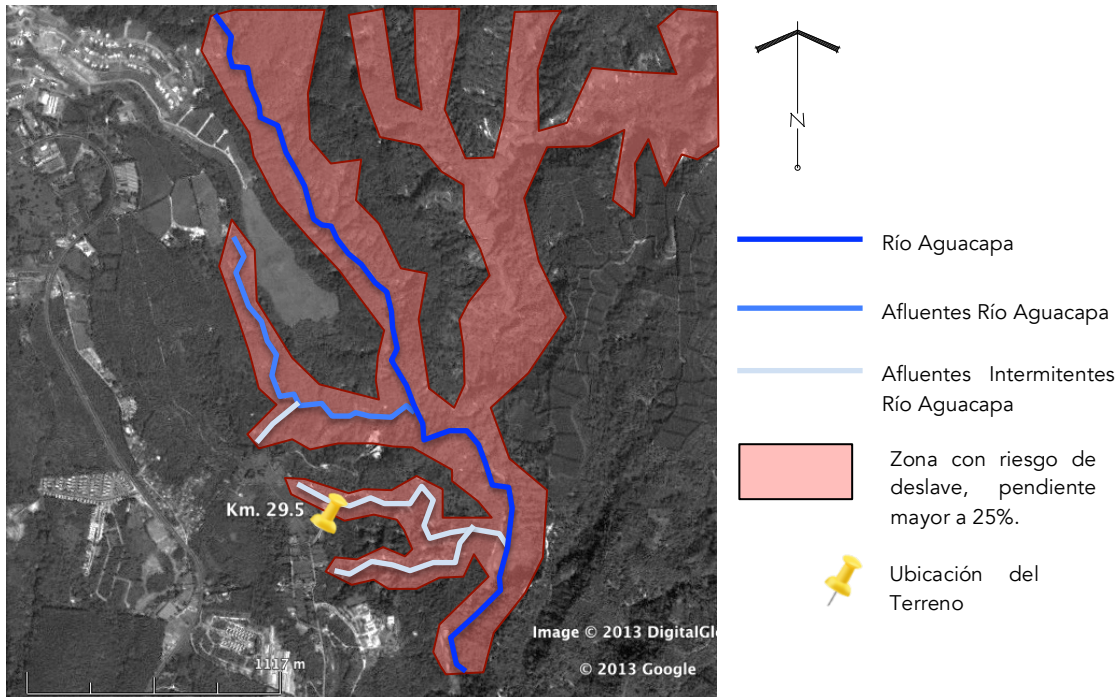 N
Río Aguacapa
Afluentes Río Aguacapa
Afluentes Intermitentes
Río Aguacapa
Zona con riesgo de
deslave, pendiente
mayor a 25%.
Ubicación del
Terreno
Km. 29.5
Image © 2013 DigitalGl
1117 m
© 2013 Google